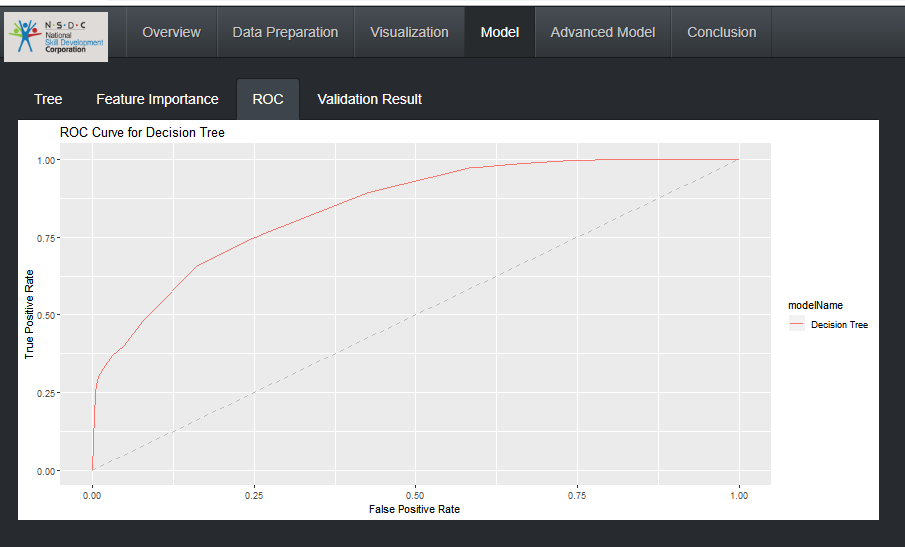 N·S·D·C
National
Skill Development
Corporation
Overview
Data Preparation
Visualization
Model
Advanced Model
Conclusion
Tree
Feature Importance
ROC
Validation Result
ROC Curve for Decision Tree
1.00
0.75
0.50
0.25
0.00
True Positive Rate
0.00
0.25
0.50
0.75
1.00
False Positive Rate
modelName
Decision Tree